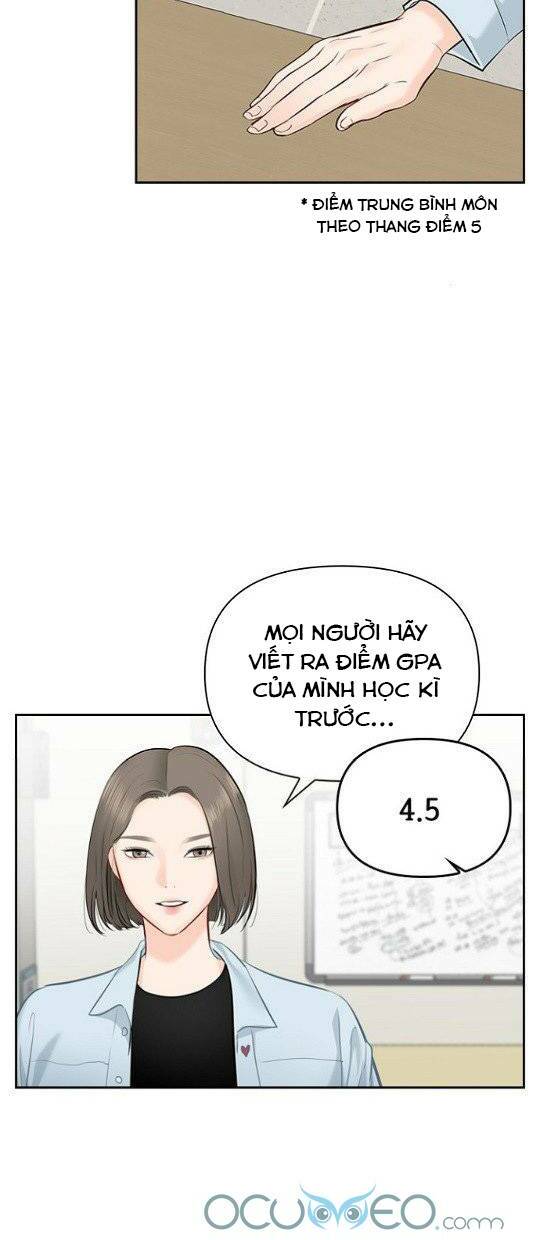 * ĐIỂM TRUNG BÌNH MÔN
THEO THANG ĐIỂM 5
MỌI NGƯỜI HÃY
VIẾT RA ĐIỂM GPA
CỦA MÌNH HỌC KÌ
TRƯỚC...
4.5
OCUMEO.comm